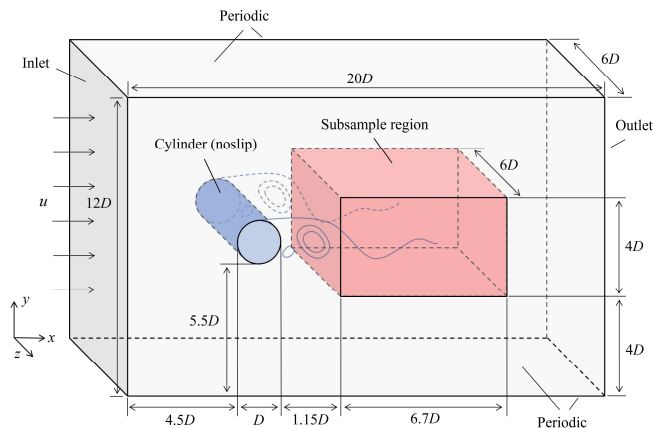 Periodic
Inlet
6D
20D
Subsample region
Outlet
Cylinder (noslip)
6D
u
12D
4D
5.5D
y
x
z
4D
4.5D
D
1.15D
6.7D
Periodic